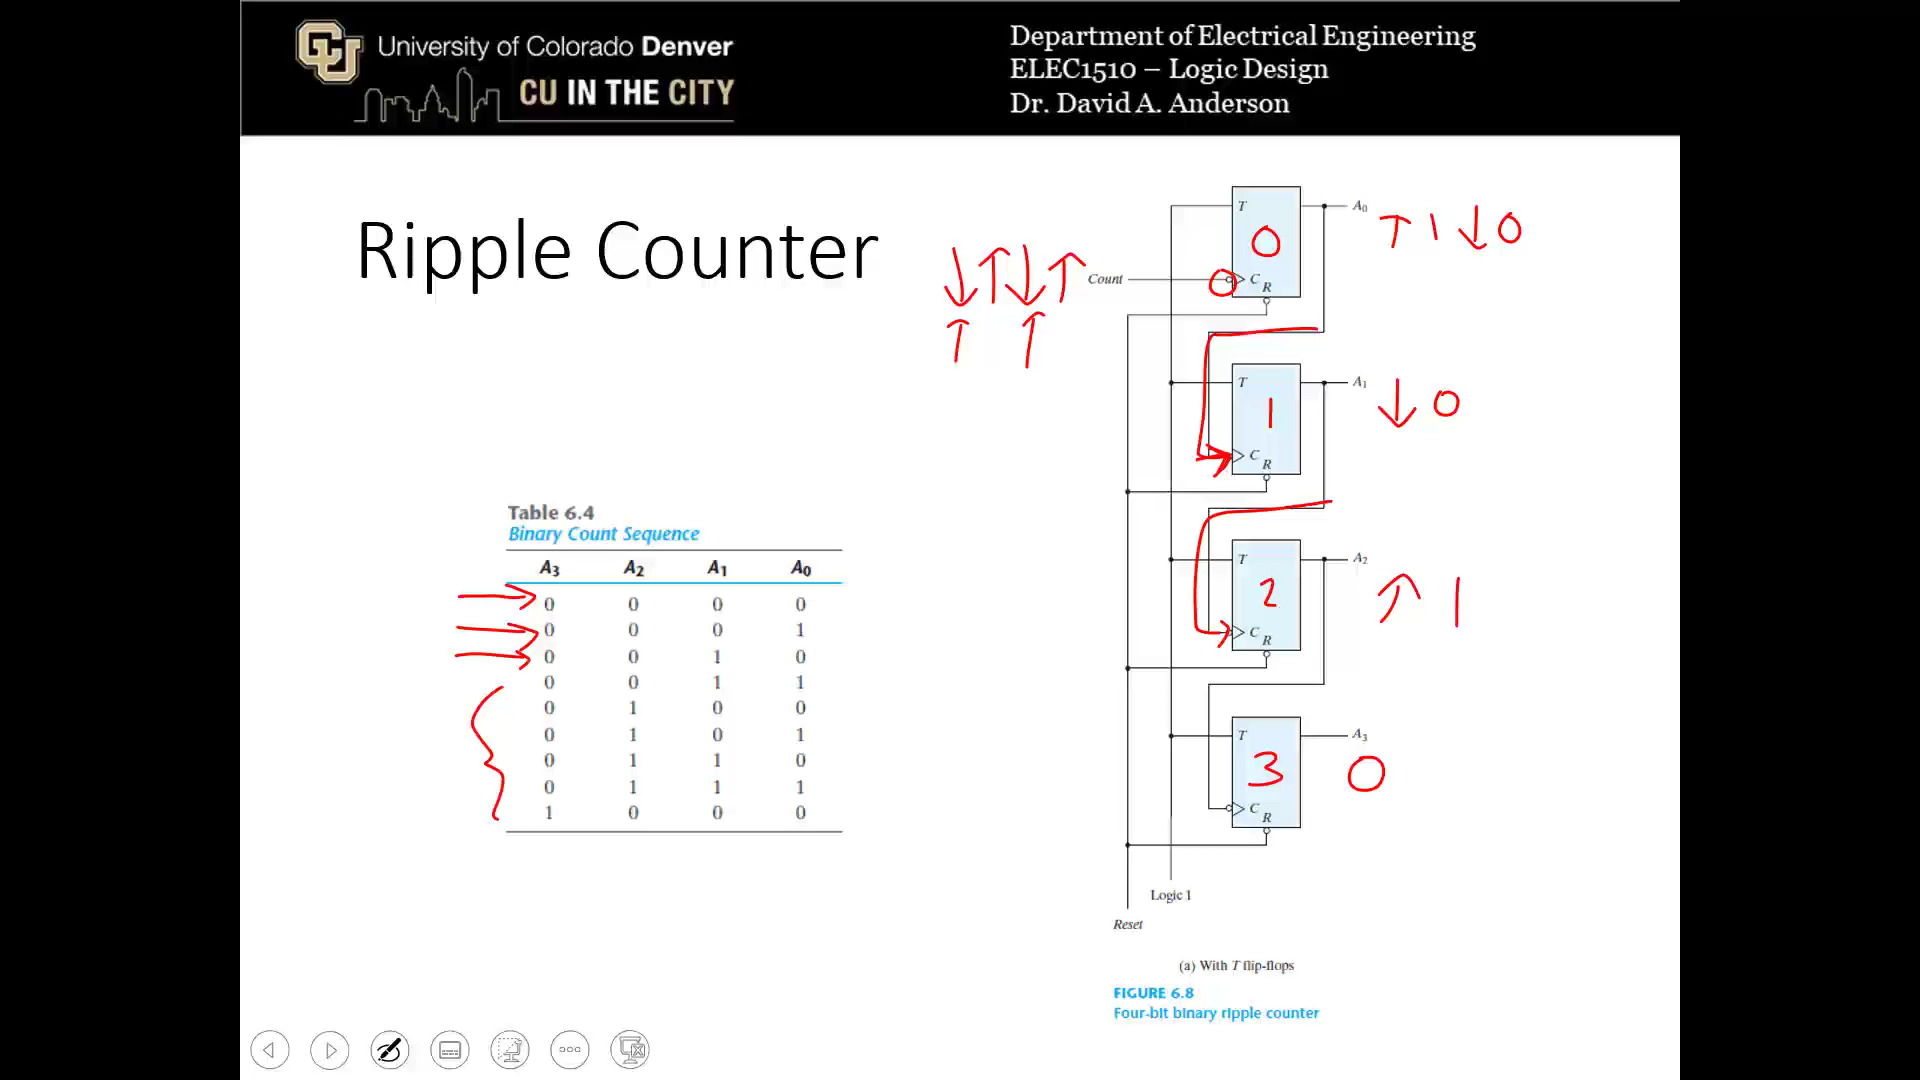 University of Colorado Denver
CU IN THE CITY
Department of Electrical Engineering
ELEC1510 – Logic Design
Dr. David A. Anderson
Ripple Counter
Table 6.4
Binary Count Sequence
A3 A2 A1 A0
0 0 0 0
0 0 0 1
0 0 1 0
0 0 1 1
0 1 0 0
0 1 0 1
0 1 1 0
0 1 1 1
1 0 0 0
T A0
↑ 1 ↓ 0
0
↓ ↑ ↓ ↑
Count C
R
↑ ↑
T A1
1
↓ 0
C
R
T A2
2
↑ 1
C
R
T A3
3
0
C
R
Logic 1
Reset
(a) With T flip-flops
FIGURE 6.8
Four-bit binary ripple counter